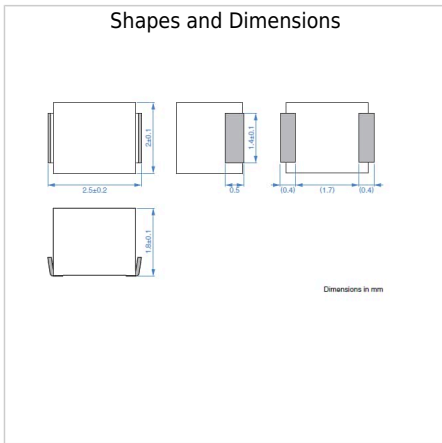 Shapes and Dimensions
2±0.1
2.5±0.2
1.4±0.1
0.5
(0.4) (1.7) (0.4)
1.8±0.1
Dimensions in mm